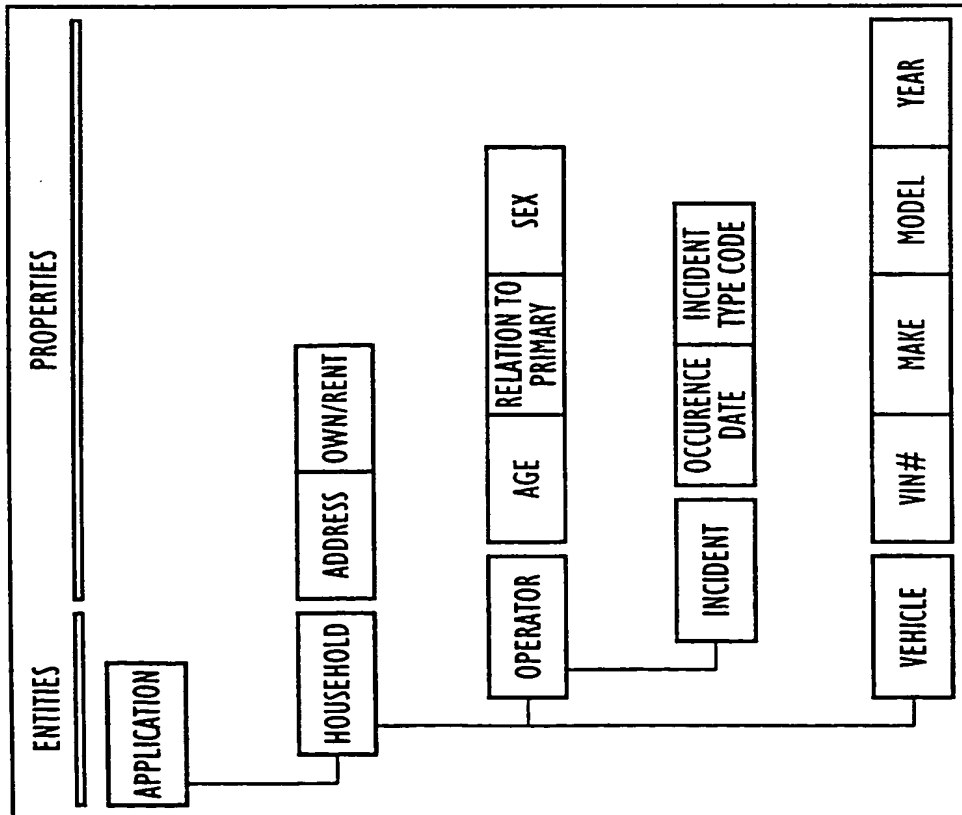 ENTITIES
PROPERTIES
APPLICATION
HOUSEHOLD
ADDRESS
OWN/RENT
OPERATOR
AGE
RELATION TO
PRIMARY
SEX
INCIDENT
OCCURENCE
DATE
INCIDENT
TYPE CODE
VEHICLE
VIN#
MAKE
MODEL
YEAR